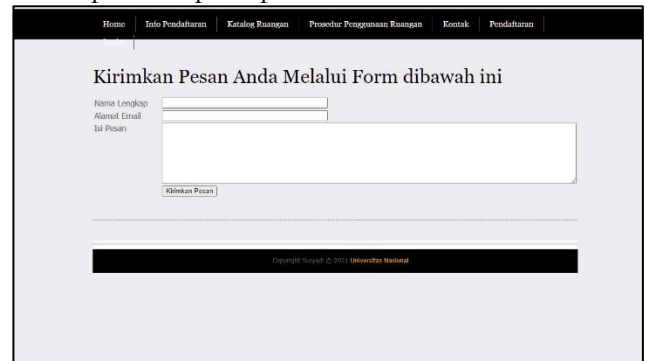 Home Info Pendaftaran Katalog Ruangan Prosedur Penggunaan Ruangan Kontak Pendaftaran
Login
Kirimkan Pesan Anda Melalui Form dibawah ini
Nama Lengkap
Alamat Email
Isi Pesan
Kirimkan Pesan
Copyright Suryadi © 2021 Universitas Nasional